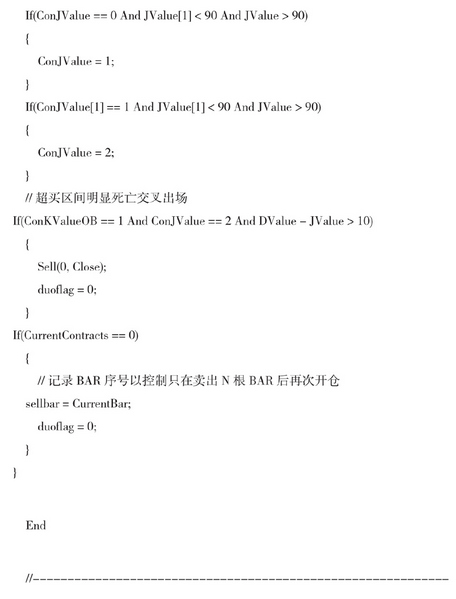 If(ConJValue == 0 And JValue[1] < 90 And JValue > 90)
{
ConJValue = 1;
}
If(ConJValue[1] == 1 And JValue[1] < 90 And JValue > 90)
{
ConJValue = 2;
}
// 超买区间明显死亡交叉出场
If(ConKValueOB == 1 And ConJValue == 2 And DValue - JValue > 10)
{
Sell(0, Close);
duoflag = 0;
}
If(CurrentContracts == 0)
{
// 记录 BAR 序号以控制只在卖出 N 根 BAR 后再次开仓
sellbar = CurrentBar;
duoflag = 0;
}
}
End
//------------------------------------------------------------